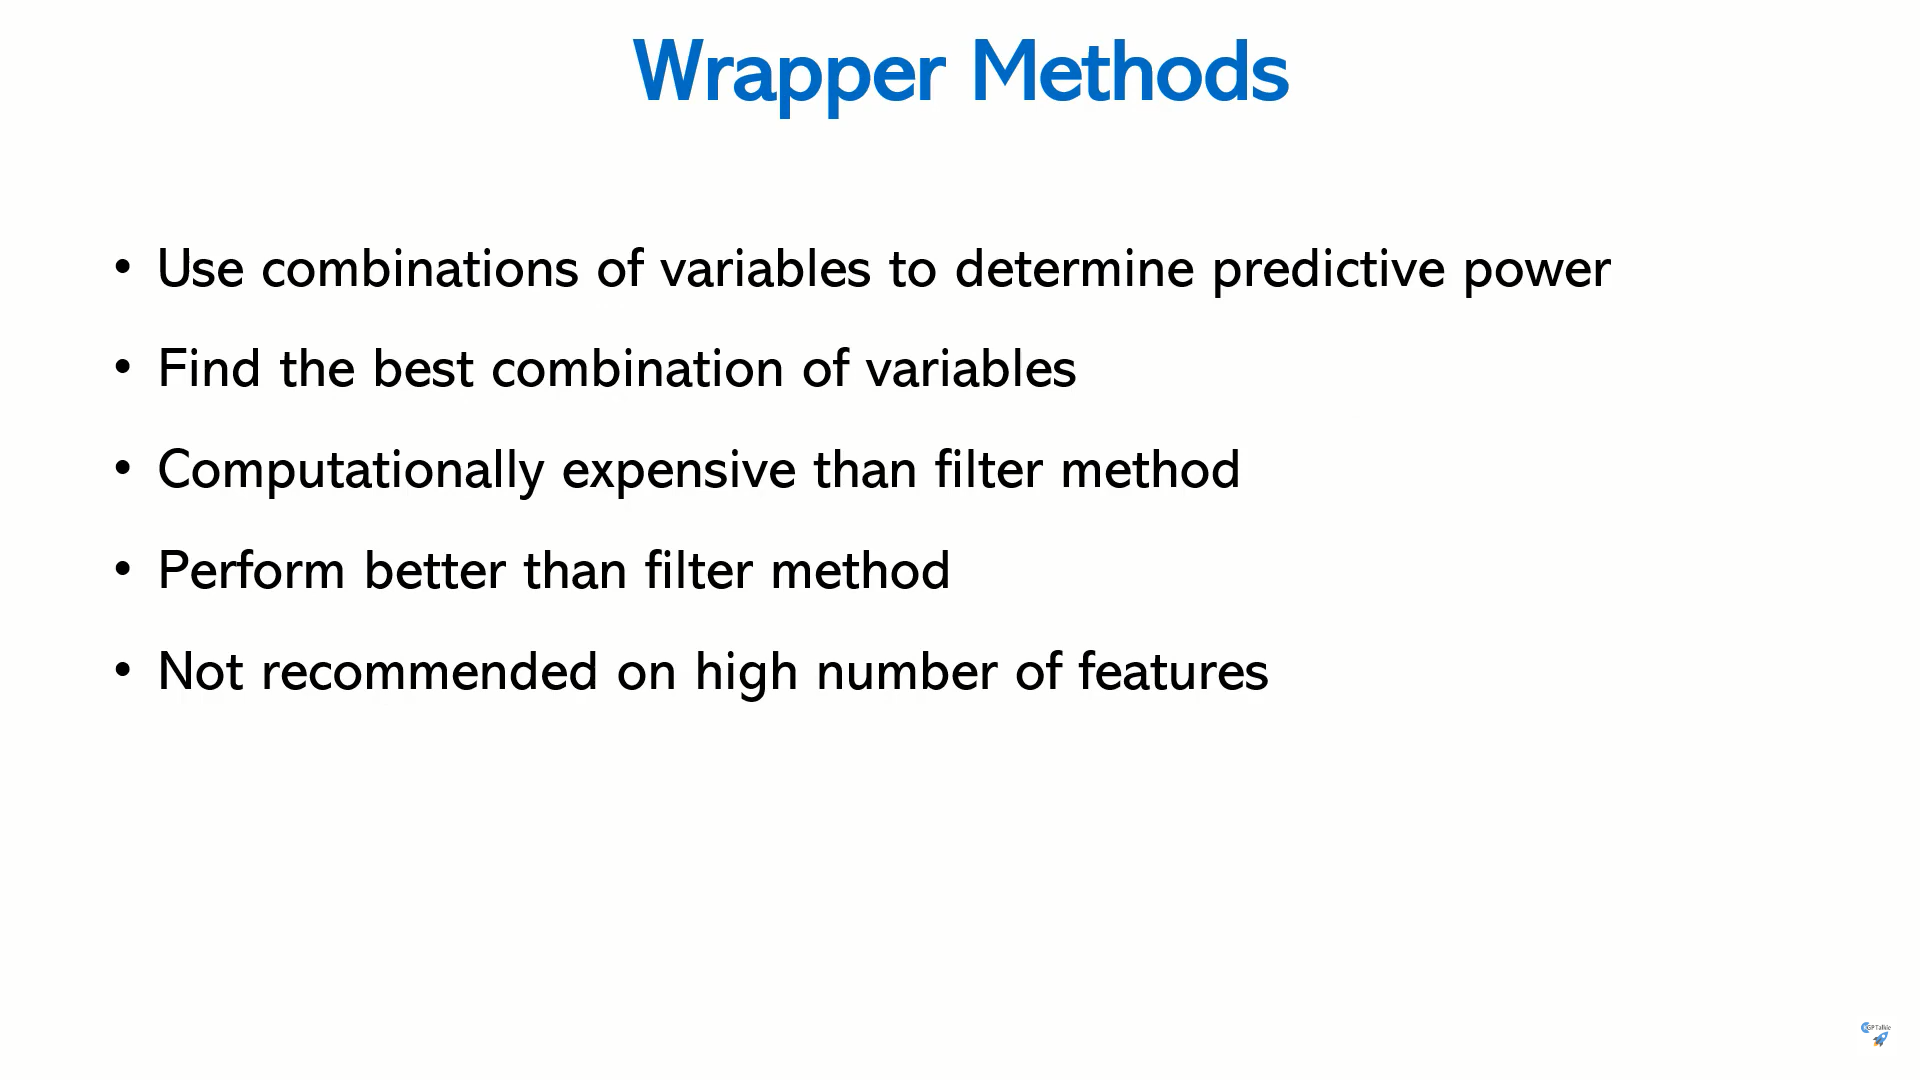 Wrapper Methods
• Use combinations of variables to determine predictive power
• Find the best combination of variables
• Computationally expensive than filter method
• Perform better than filter method
• Not recommended on high number of features
KGPTalkie